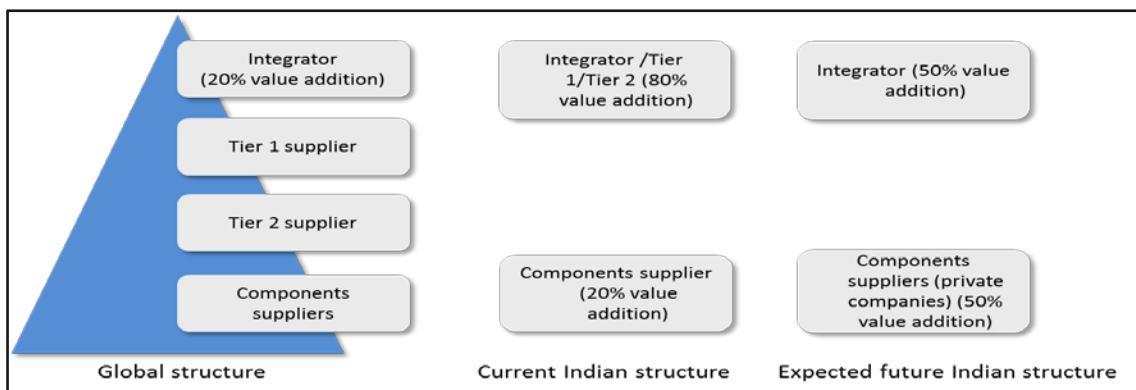 Integrator
(20% value addition)
Tier 1 supplier
Tier 2 supplier
Components
suppliers
Global structure
Integrator /Tier
1/Tier 2 (80%
value addition)
Components supplier
(20% value
addition)
Current Indian structure
Integrator (50% value
addition)
Components
suppliers (private
companies) (50%
value addition)
Expected future Indian structure